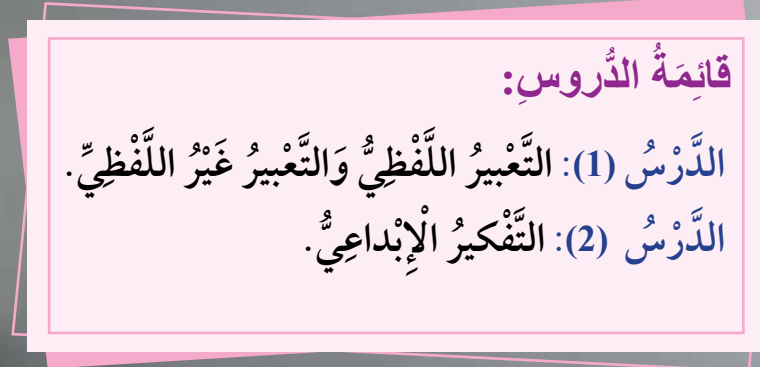 قائِمَةُ الدُّروسِ:
الدَّرْسُ (1): التَّعْبيرُ اللَّفْظِيُّ وَالتَّعْبيرُ غَيْرُ اللَّفْظِيِّ.
الدَّرْسُ (2): التَّفْكيرُ الْإِبْداعِيُّ.